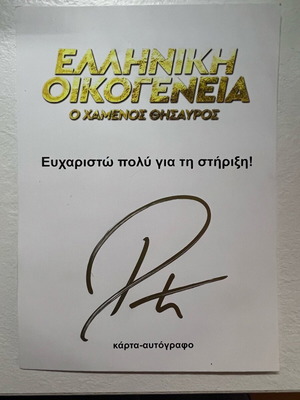 ΕΛΛΗΝΙΚΗ
ΟΙΚΟΓΕΝΕΙΑ
Ο ΧΑΜΕΝΟΣ ΘΗΣΑΥΡΟΣ
Ευχαριστώ πολύ για τη στήριξη!
κάρτα-αυτόγραφο